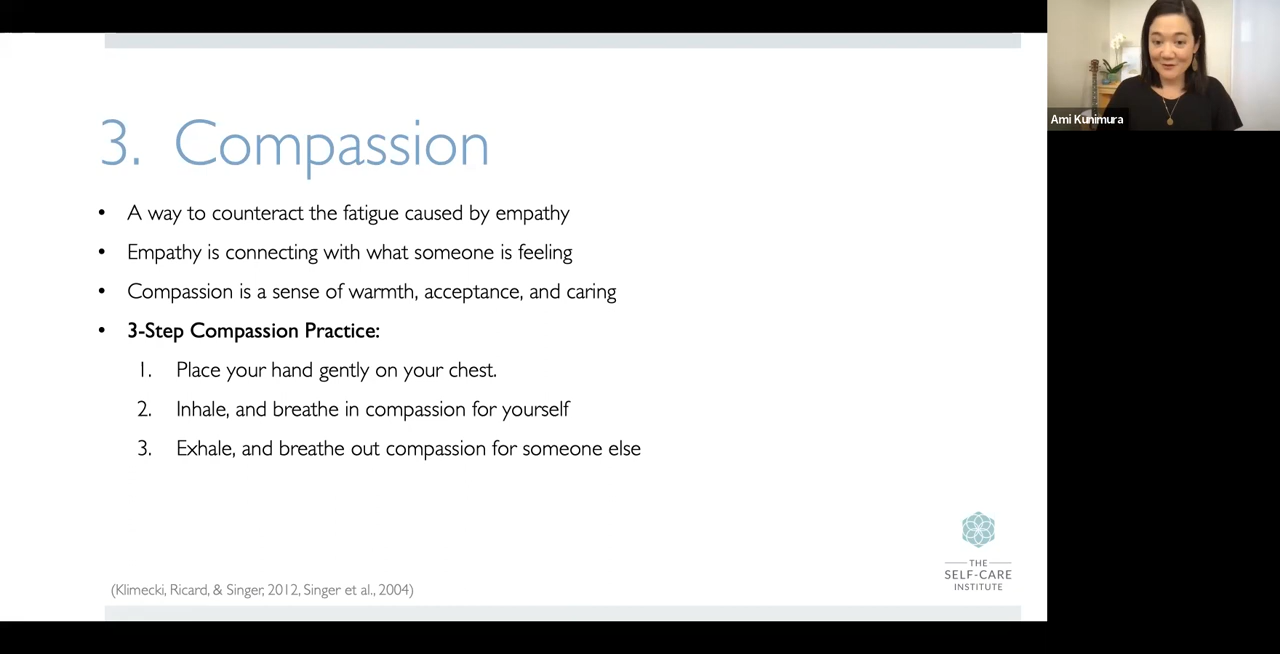 3. Compassion
• A way to counteract the fatigue caused by empathy
• Empathy is connecting with what someone is feeling
• Compassion is a sense of warmth, acceptance, and caring
• 3-Step Compassion Practice:
1. Place your hand gently on your chest.
2. Inhale, and breathe in compassion for yourself
3. Exhale, and breathe out compassion for someone else
(Klimecki, Ricard, & Singer, 2012, Singer et al., 2004)
THE
SELF-CARE
INSTITUTE
Ami Kunimura